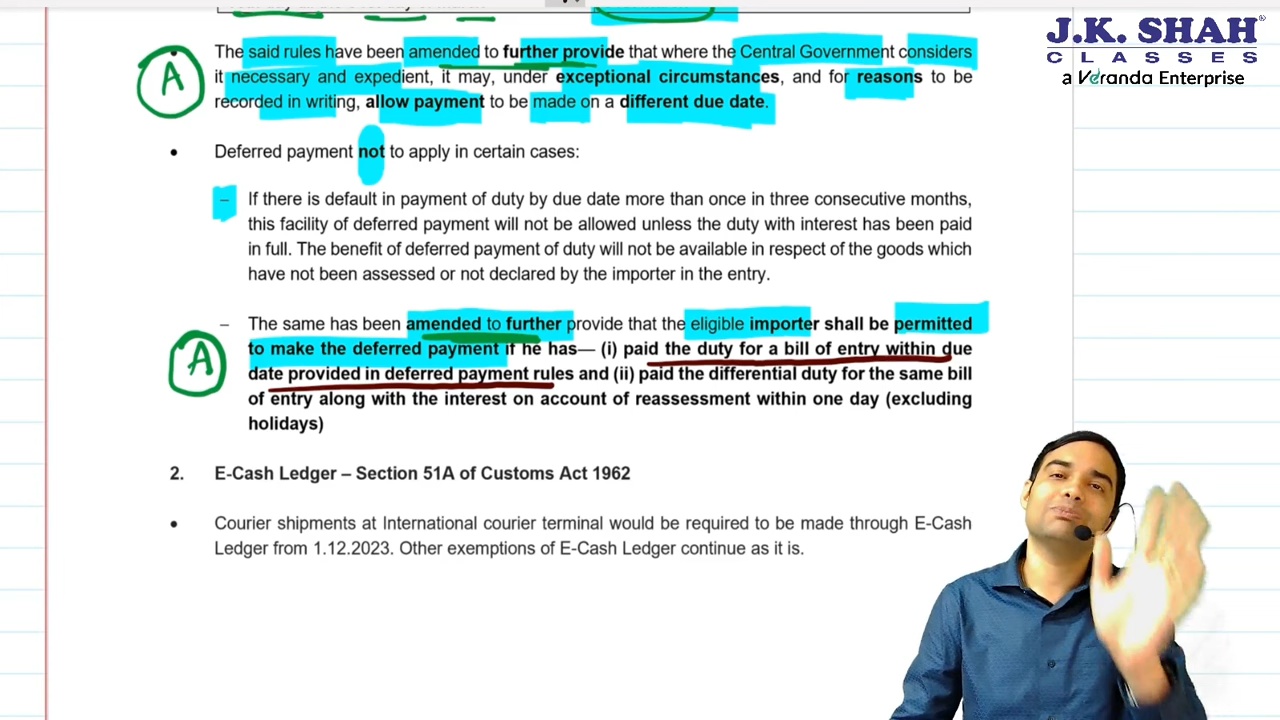 J.K. SHAH®
CLASSES
a Veranda Enterprise
A
• The said rules have been amended to further provide that where the Central Government considers
it necessary and expedient, it may, under exceptional circumstances, and for reasons to be
recorded in writing, allow payment to be made on a different due date.
• Deferred payment not to apply in certain cases:
– If there is default in payment of duty by due date more than once in three consecutive months,
this facility of deferred payment will not be allowed unless the duty with interest has been paid
in full. The benefit of deferred payment of duty will not be available in respect of the goods which
have not been assessed or not declared by the importer in the entry.
A
– The same has been amended to further provide that the eligible importer shall be permitted
to make the deferred payment if he has— (i) paid the duty for a bill of entry within due
date provided in deferred payment rules and (ii) paid the differential duty for the same bill
of entry along with the interest on account of reassessment within one day (excluding
holidays)
2. E-Cash Ledger – Section 51A of Customs Act 1962
• Courier shipments at International courier terminal would be required to be made through E-Cash
Ledger from 1.12.2023. Other exemptions of E-Cash Ledger continue as it is.